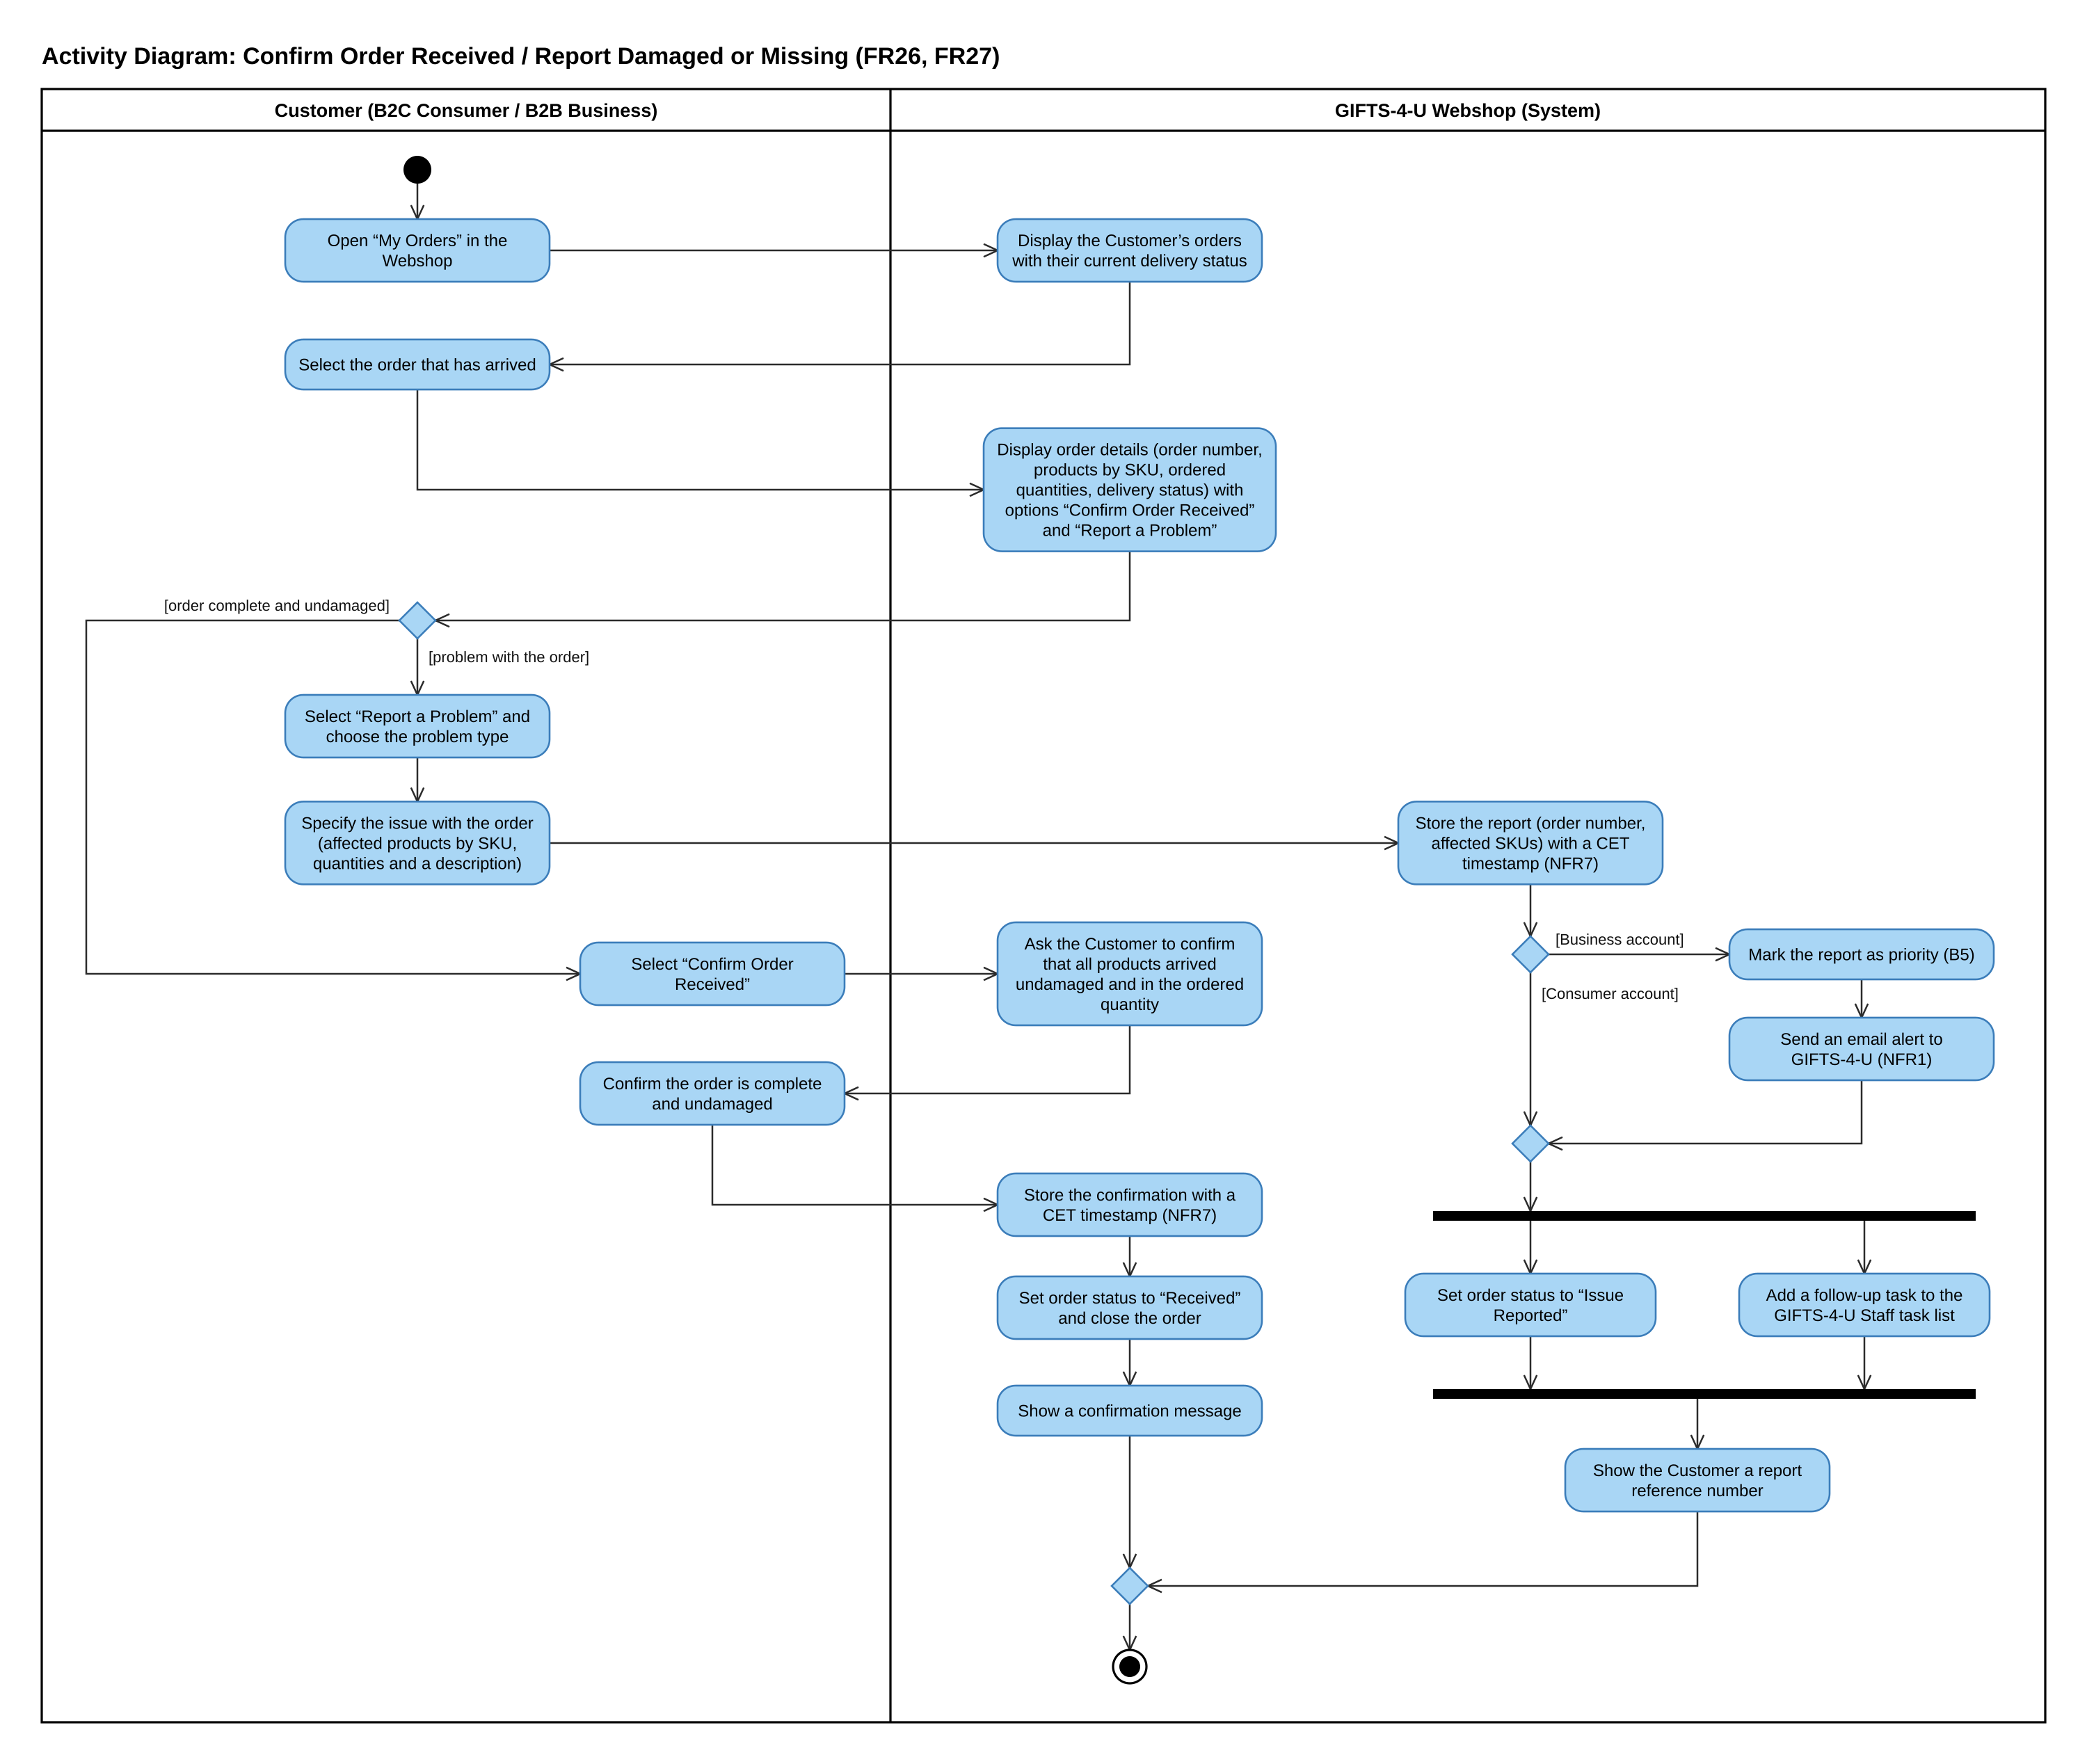 Activity Diagram: Confirm Order Received / Report Damaged or Missing (FR26, FR27)
Customer (B2C Consumer / B2B Business)
GIFTS-4-U Webshop (System)
Open “My Orders” in the
Webshop
Display the Customer’s orders
with their current delivery status
Select the order that has arrived
Display order details (order number,
products by SKU, ordered
quantities, delivery status) with
options “Confirm Order Received”
and “Report a Problem”
[order complete and undamaged]
[problem with the order]
Select “Report a Problem” and
choose the problem type
Specify the issue with the order
(affected products by SKU,
quantities and a description)
Store the report (order number,
affected SKUs) with a CET
timestamp (NFR7)
[Business account]
Mark the report as priority (B5)
[Consumer account]
Send an email alert to
GIFTS-4-U (NFR1)
Select “Confirm Order
Received”
Ask the Customer to confirm
that all products arrived
undamaged and in the ordered
quantity
Confirm the order is complete
and undamaged
Store the confirmation with a
CET timestamp (NFR7)
Set order status to “Received”
and close the order
Show a confirmation message
Set order status to “Issue
Reported”
Add a follow-up task to the
GIFTS-4-U Staff task list
Show the Customer a report
reference number